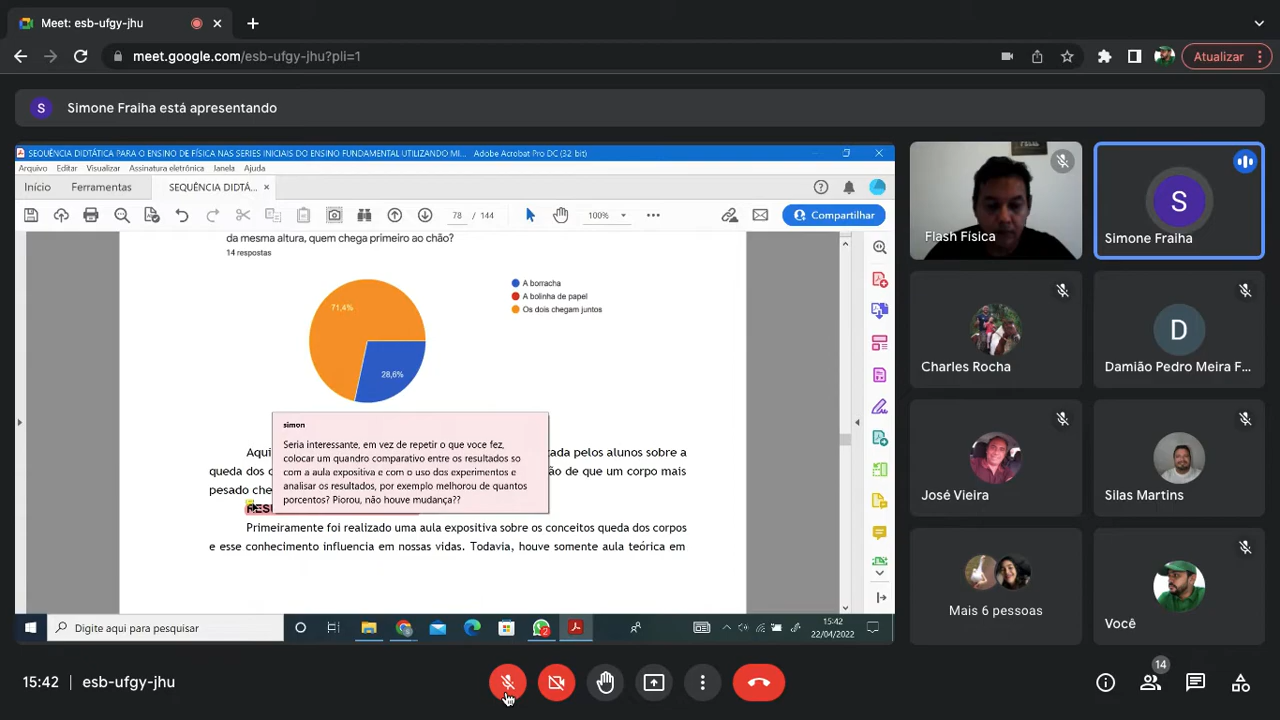 Meet: esb-ufgy-jhu
meet.google.com/esb-ufgy-jhu?pli=1
Atualizar
S
Simone Fraiha está apresentando
SEQUÊNCIA DIDTÁTICA PARA O ENSINO DE FÍSICA NAS SERIES INICIAIS DO ENSINO FUNDAMENTAL UTILIZANDO MI... - Adobe Acrobat Pro DC (32-bit)
Arquivo Editar Visualizar Assinatura eletrônica Janela Ajuda
Início Ferramentas SEQUÊNCIA DIDTÁ... ×
78 / 144 100% Compartilhar
da mesma altura, quem chega primeiro ao chão?
14 respostas
A borracha
A bolinha de papel
Os dois chegam juntos
71,4%
28,6%
simon
Seria interessante, em vez de repetir o que voce fez,
colocar um quandro comparativo entre os resultados so
com a aula expositiva e com o uso dos experimentos e
analisar os resultados, por exemplo melhorou de quantos
porcentos? Piorou, não houve mudança??
Aqui zada pelos alunos sobre a
queda dos c ão de que um corpo mais
pesado che
RESU
Primeiramente foi realizado uma aula expositiva sobre os conceitos queda dos corpos
e esse conhecimento influencia em nossas vidas. Todavia, houve somente aula teórica em
Digite aqui para pesquisar
2
15:42
22/04/2022
Flash Física
S
Simone Fraiha
Charles Rocha
D
Damião Pedro Meira F...
José Vieira
Silas Martins
Mais 6 pessoas
Você
15:42 | esb-ufgy-jhu
14